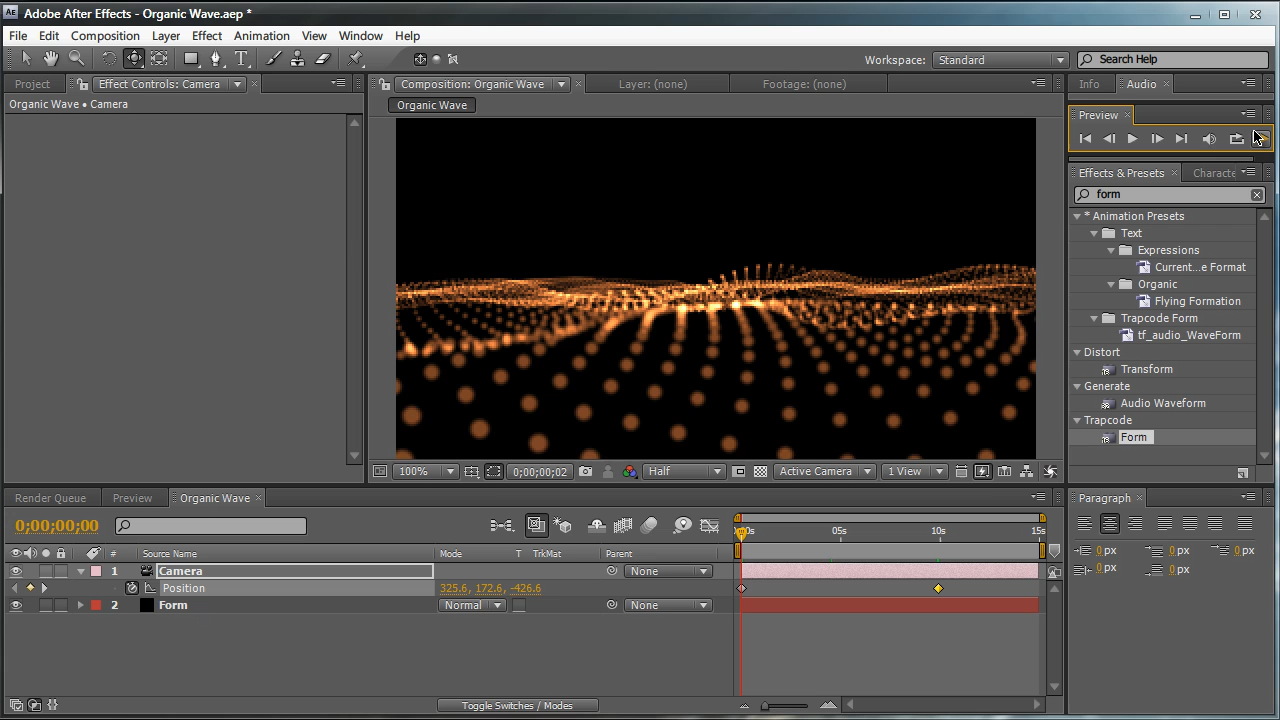 Adobe After Effects - Organic Wave.aep *
File Edit Composition Layer Effect Animation View Window Help
Workspace: Standard Search Help
Project Effect Controls: Camera Composition: Organic Wave Layer: (none) Footage: (none) Info Audio
Organic Wave • Camera
Organic Wave
Preview
Effects & Presets Characte
form
* Animation Presets
Text
Expressions
Current...e Format
Organic
Flying Formation
Trapcode Form
tf_audio_WaveForm
Distort
Transform
Generate
Audio Waveform
Trapcode
Form
100% 0;00;00;02 Half Active Camera 1 View
Render Queue Preview Organic Wave Paragraph
0;00;00;00
05s 10s 15s
# Source Name Mode T TrkMat Parent
1 Camera None
Position 325.6, 172.6, -426.6
2 Form Normal None
0 px 0 px 0 px
0 px 0 px
Toggle Switches / Modes